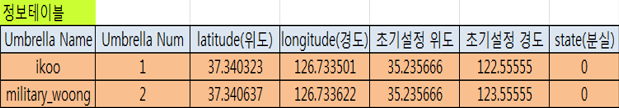 정보테이블
Umbrella Name Umbrella Num latitude(위도) longitude(경도) 초기설정 위도 초기설정 경도 state(분실)
ikoo 1 37.340323 126.733501 35.235666 122.55555 0
military_woong 2 37.340637 126.733622 35.235666 123.55555 0